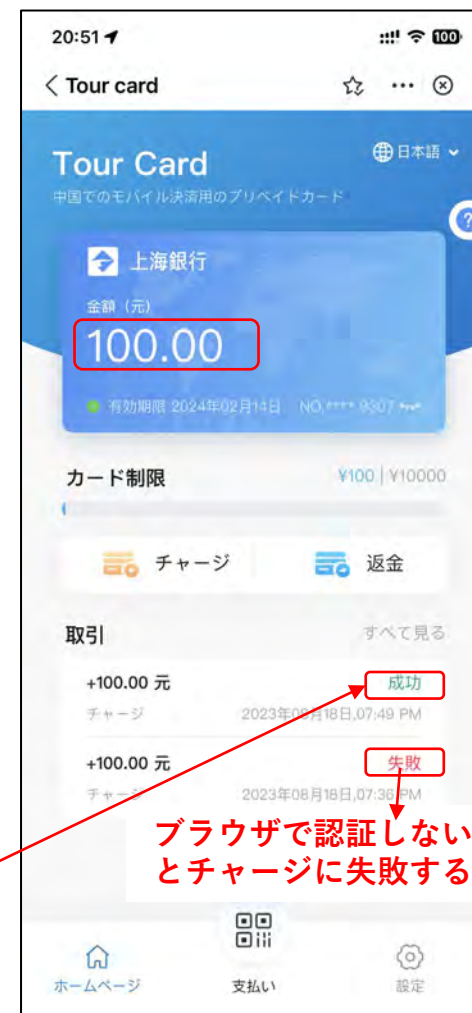 20:51
100
Tour card
Tour Card
日本語
中国でのモバイル決済用のプリペイドカード
?
上海銀行
金額（元）
100.00
有効期限 2024年02月14日 NO.**** 9307 ****
カード制限
¥100 | ¥10000
チャージ
返金
取引
すべて見る
+100.00 元
成功
チャージ
2023年08月18日,07:49 PM
+100.00 元
失敗
チャージ
2023年08月18日,07:36 PM
ブラウザで認証しない
とチャージに失敗する
ホームページ
支払い
設定